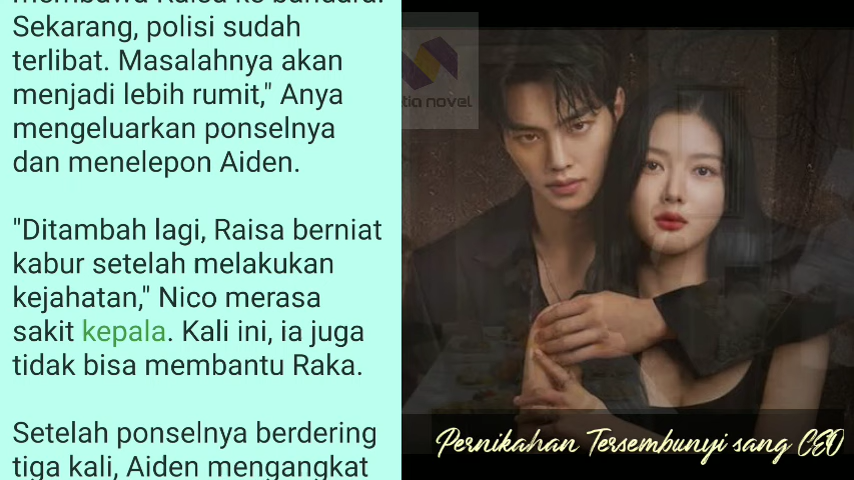 Sekarang, polisi sudah
terlibat. Masalahnya akan
menjadi lebih rumit," Anya
mengeluarkan ponselnya
dan menelepon Aiden.
"Ditambah lagi, Raisa berniat
kabur setelah melakukan
kejahatan," Nico merasa
sakit kepala. Kali ini, ia juga
tidak bisa membantu Raka.
Setelah ponselnya berdering
tiga kali, Aiden mengangkat
novel
Pernikahan Tersembunyi sang CEO